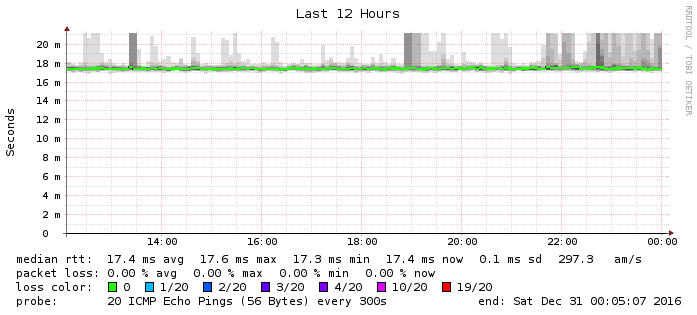 Last 12 Hours
RRDTOOL / TOBI OETIKER
Seconds
20 m
18 m
16 m
14 m
12 m
10 m
8 m
6 m
4 m
2 m
0
14:00 16:00 18:00 20:00 22:00 00:00
median rtt: 17.4 ms avg 17.6 ms max 17.3 ms min 17.4 ms now 0.1 ms sd 297.3 am/s
packet loss: 0.00 % avg 0.00 % max 0.00 % min 0.00 % now
loss color: 0 1/20 2/20 3/20 4/20 10/20 19/20
probe: 20 ICMP Echo Pings (56 Bytes) every 300s end: Sat Dec 31 00:05:07 2016